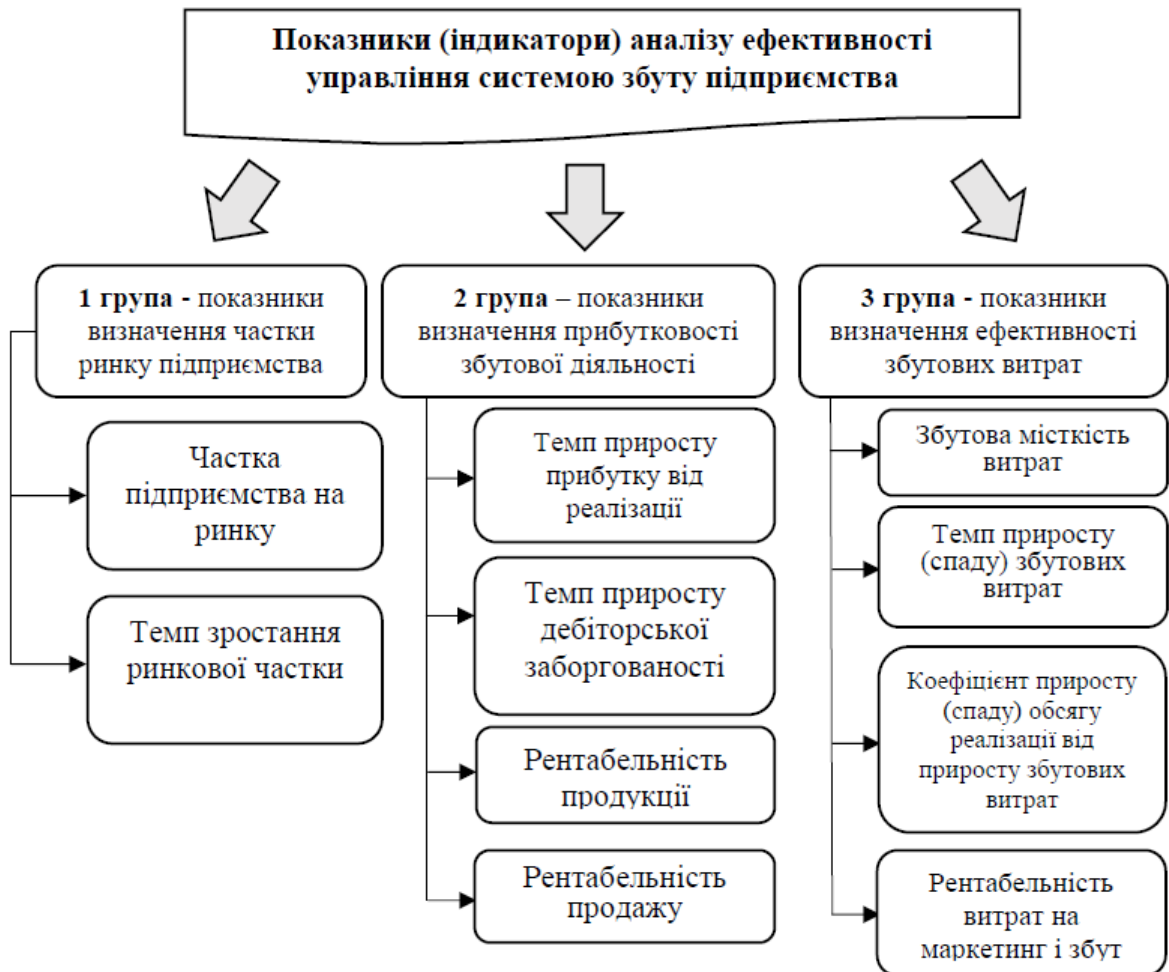 Показники (індикатори) аналізу ефективності
управління системою збуту підприємства
1 група - показники
визначення частки
ринку підприємства
Частка
підприємства на
ринку
Темп зростання
ринкової частки
2 група – показники
визначення прибутковості
збутової діяльності
Темп приросту
прибутку від
реалізації
Темп приросту
дебіторської
заборгованості
Рентабельність
продукції
Рентабельність
продажу
3 група - показники
визначення ефективності
збутових витрат
Збутова місткість
витрат
Темп приросту
(спаду) збутових
витрат
Коефіцієнт приросту
(спаду) обсягу
реалізації від
приросту збутових
витрат
Рентабельність
витрат на
маркетинг і збут